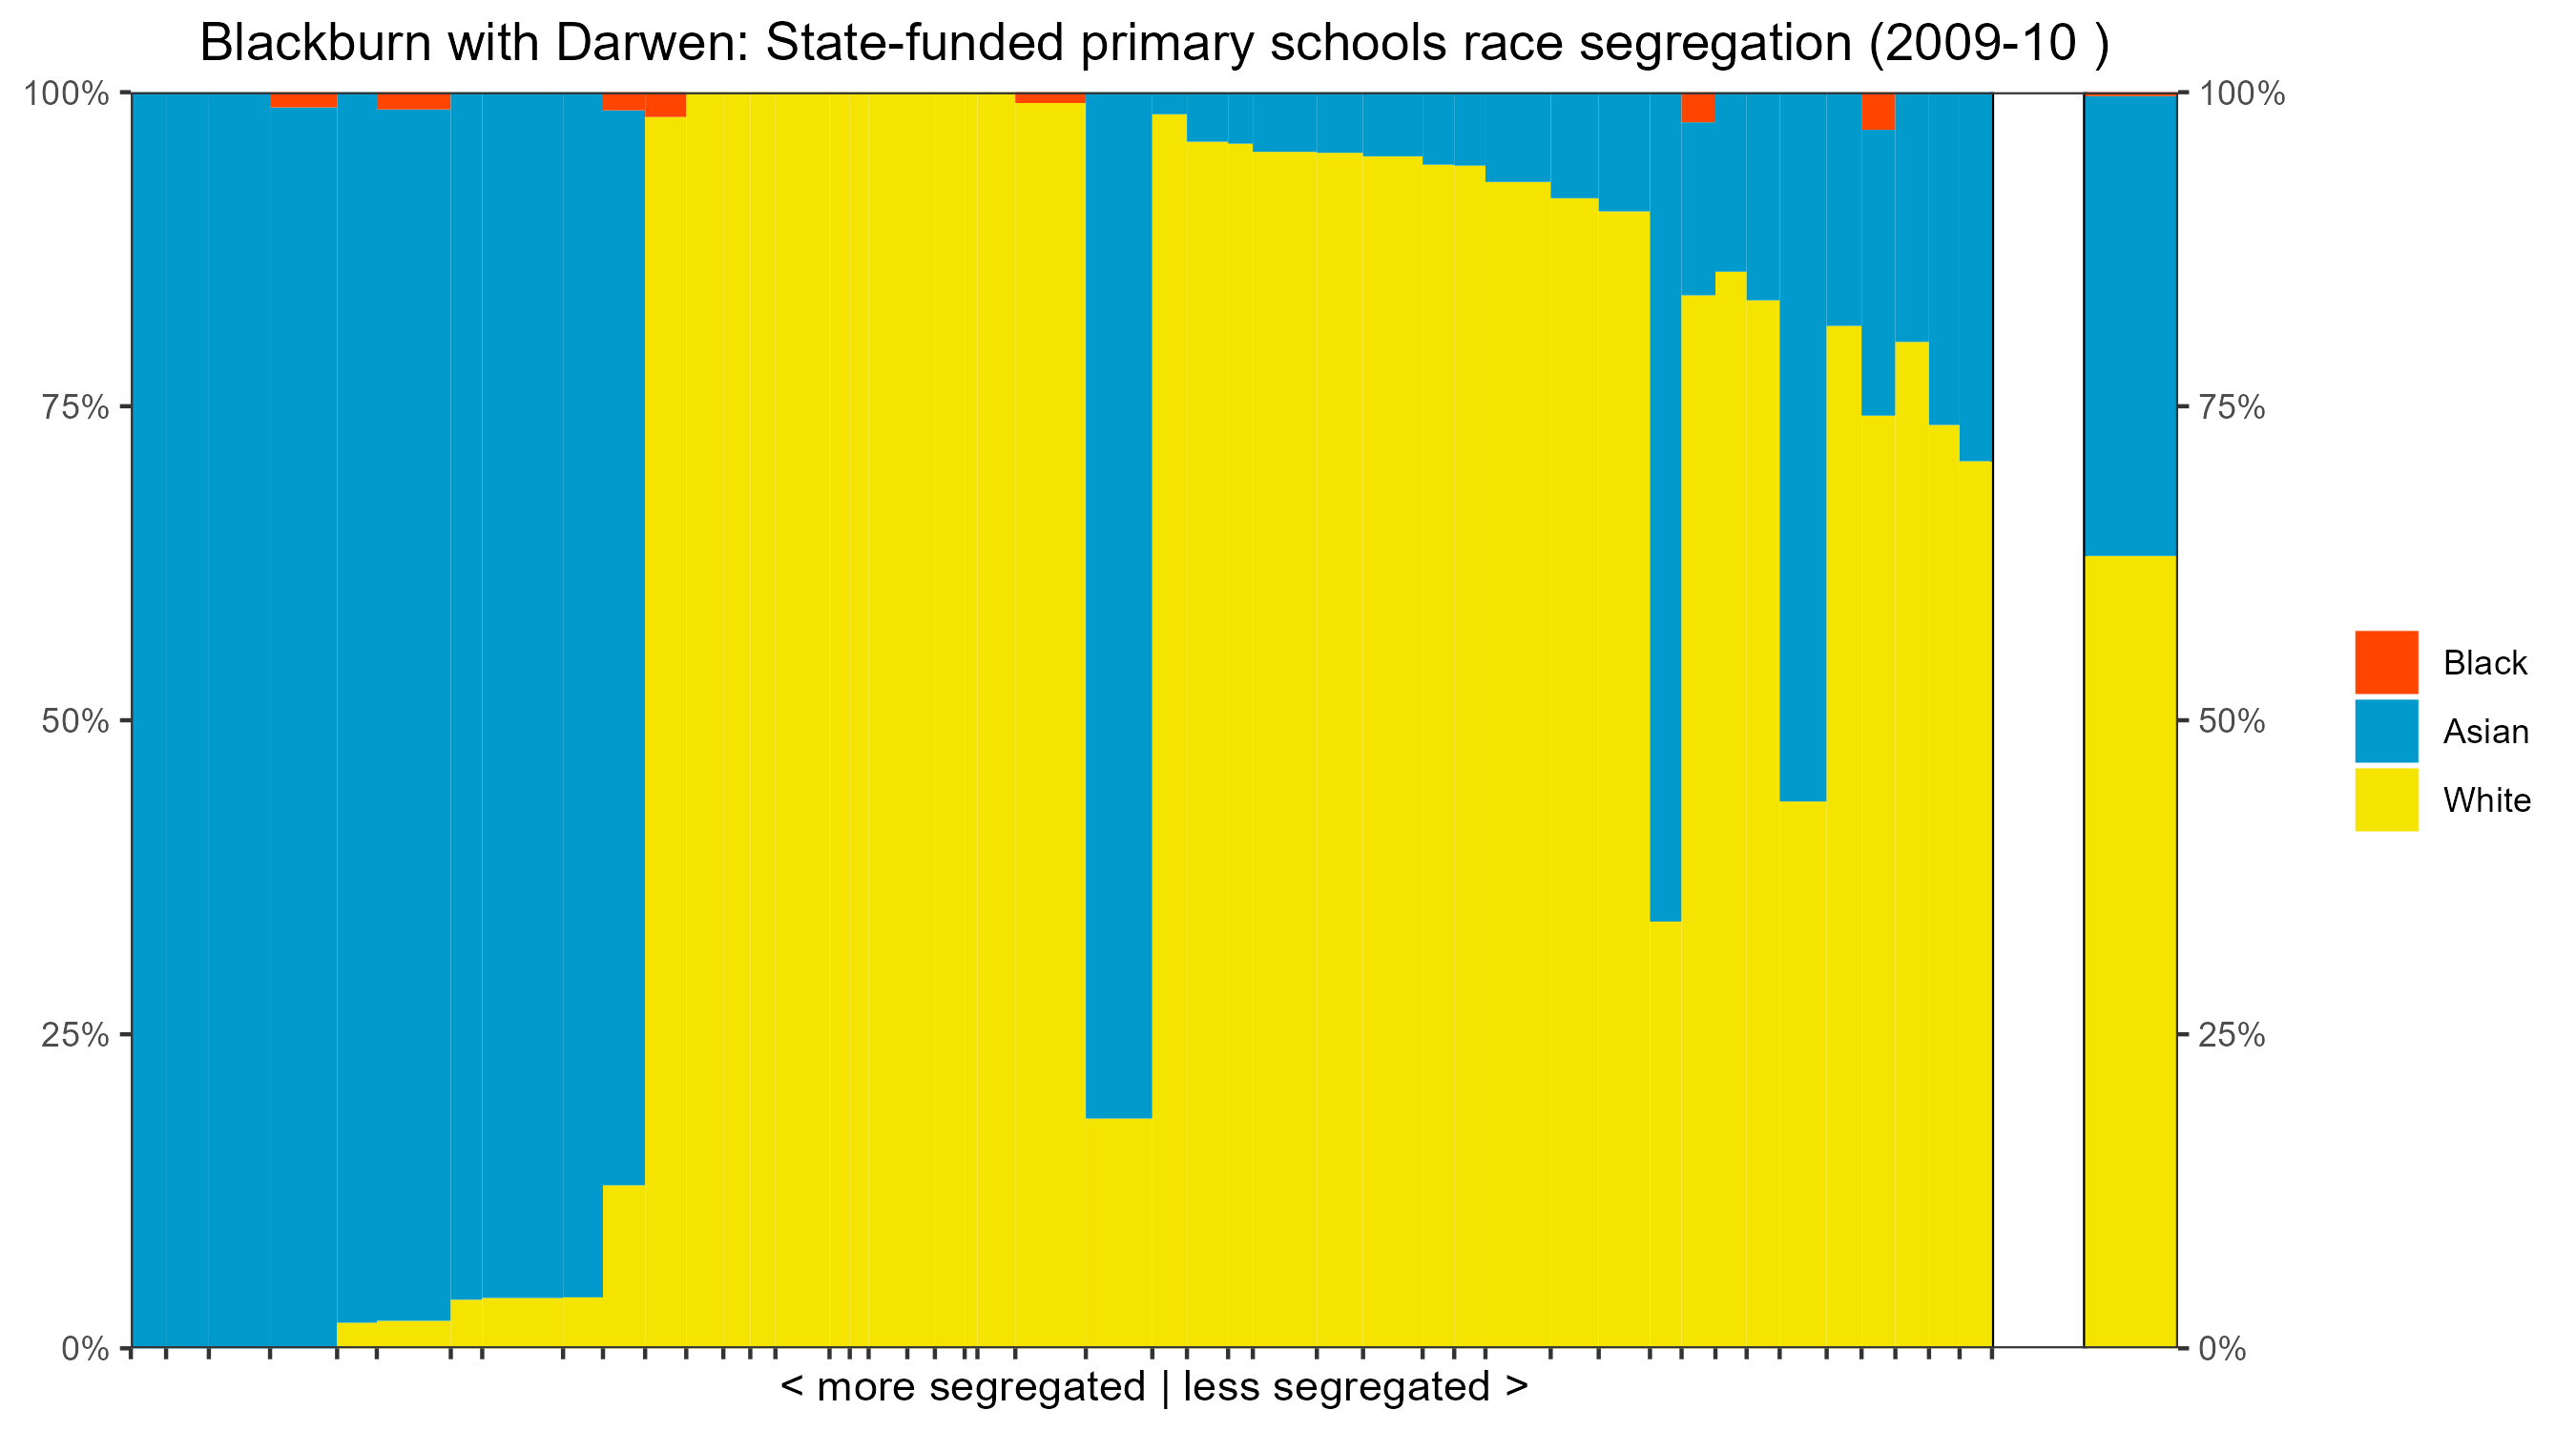 Blackburn with Darwen: State-funded primary schools race segregation (2009-10 )
100%
75%
50%
25%
0%
100%
75%
50%
25%
0%
Black
Asian
White
< more segregated | less segregated >